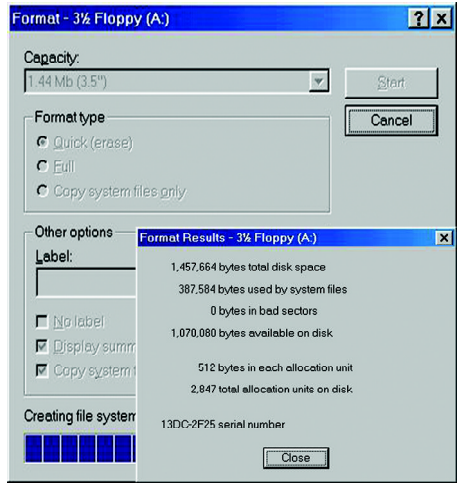 Format - 3½ Floppy (A:)
? x
Capacity:
1.44 Mb (3.5")
Start
Format type
Cancel
Quick (erase)
Full
Copy system files only
Other options
Label:
No label
Display summ
Copy system f
Creating file system
Format Results - 3½ Floppy (A:)
x
1,457,664 bytes total disk space
387,584 bytes used by system files
0 bytes in bad sectors
1,070,080 bytes available on disk
512 bytes in each allocation unit
2,847 total allocation units on disk
13DC-2F25 serial number
Close